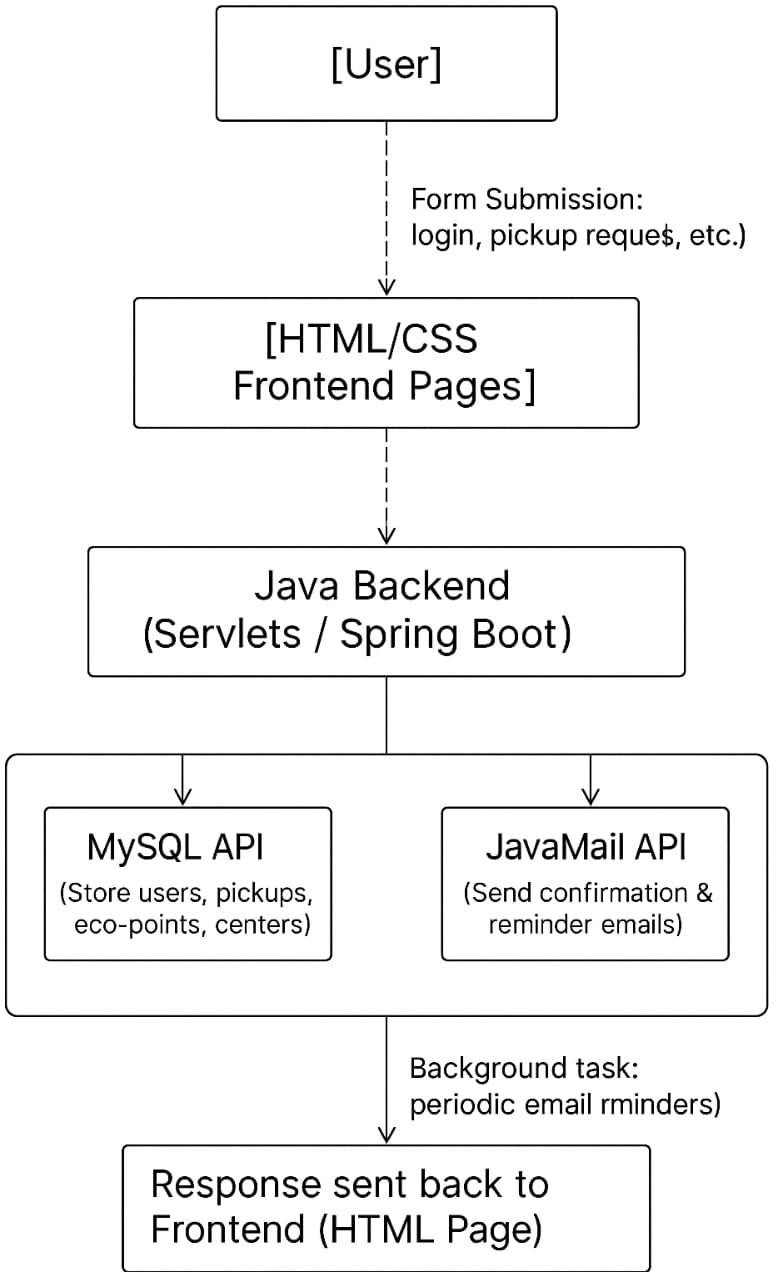 [User]
Form Submission:
login, pickup reque$, etc.)
[HTML/CSS
Frontend Pages]
Java Backend
(Servlets / Spring Boot)
MySQL API
(Store users, pickups,
eco-points, centers)
JavaMail API
(Send confirmation &
reminder emails)
Background task:
periodic email rminders)
Response sent back to
Frontend (HTML Page)